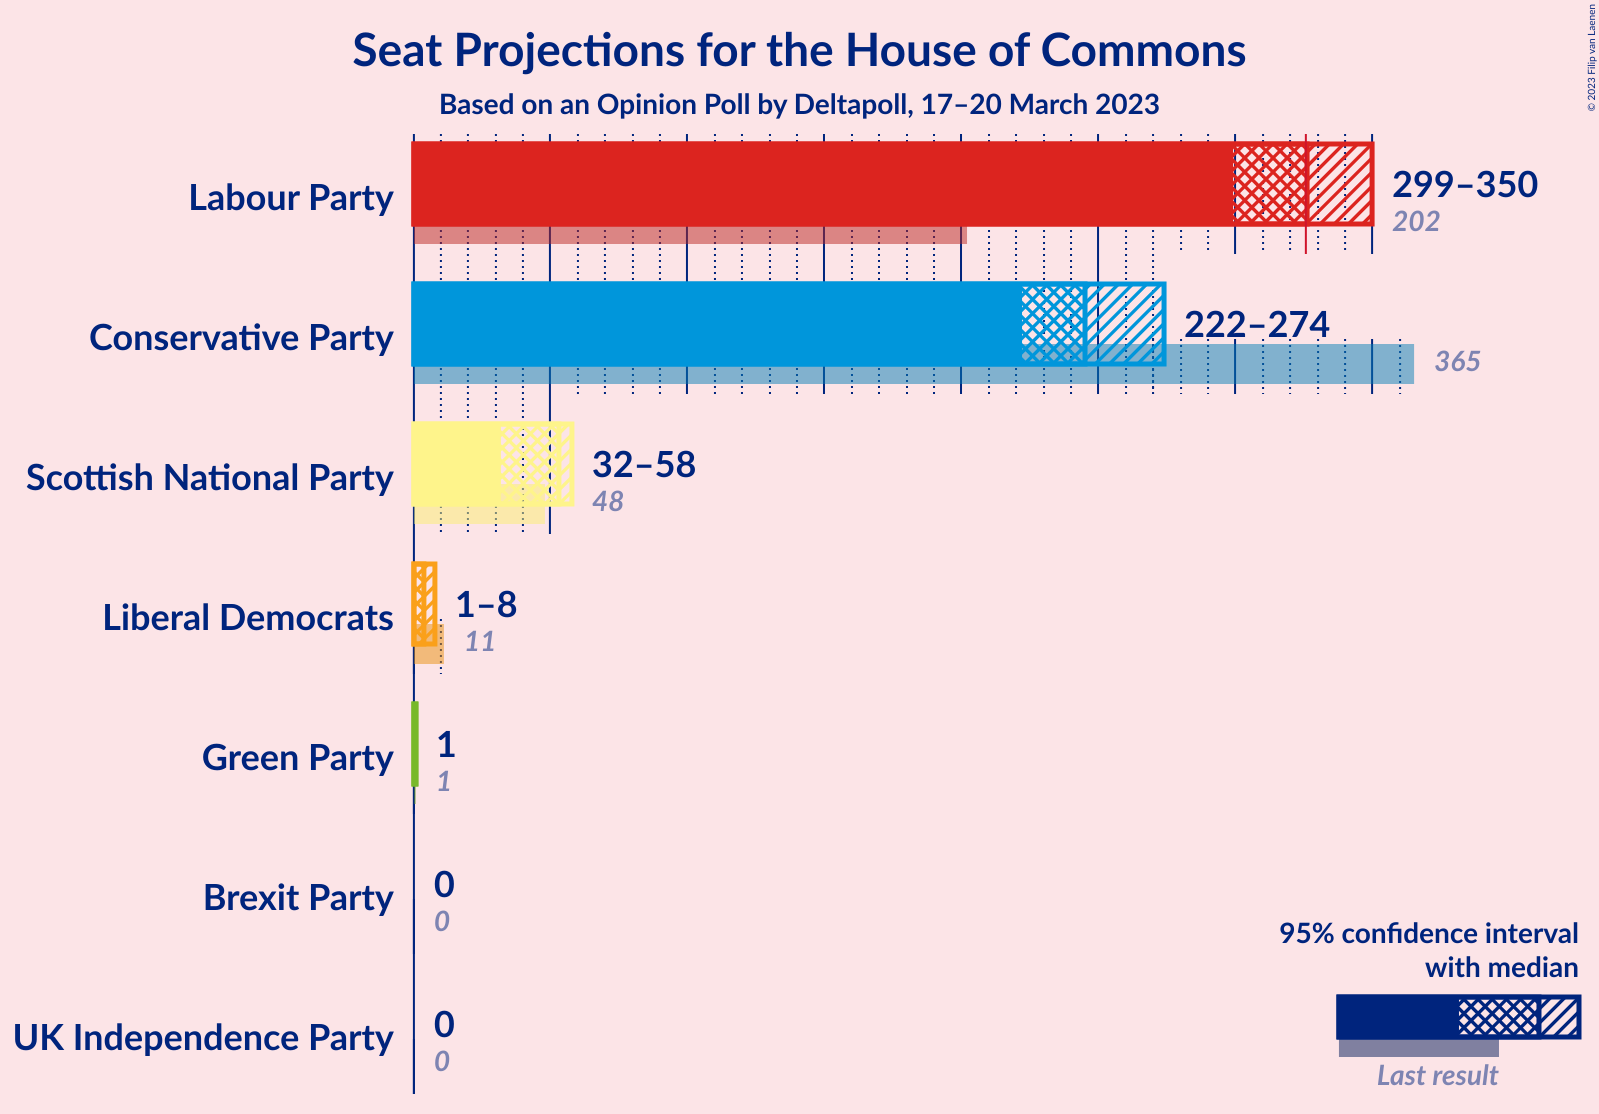 Seat Projections for the House of Commons
Based on an Opinion Poll by Deltapoll, 17–20 March 2023
© 2023 Filip van Laenen
Labour Party
299–350
202
Conservative Party
222–274
365
Scottish National Party
32–58
48
Liberal Democrats
1–8
11
Green Party
1
1
Brexit Party
0
0
UK Independence Party
0
0
95% confidence interval
with median
Last result